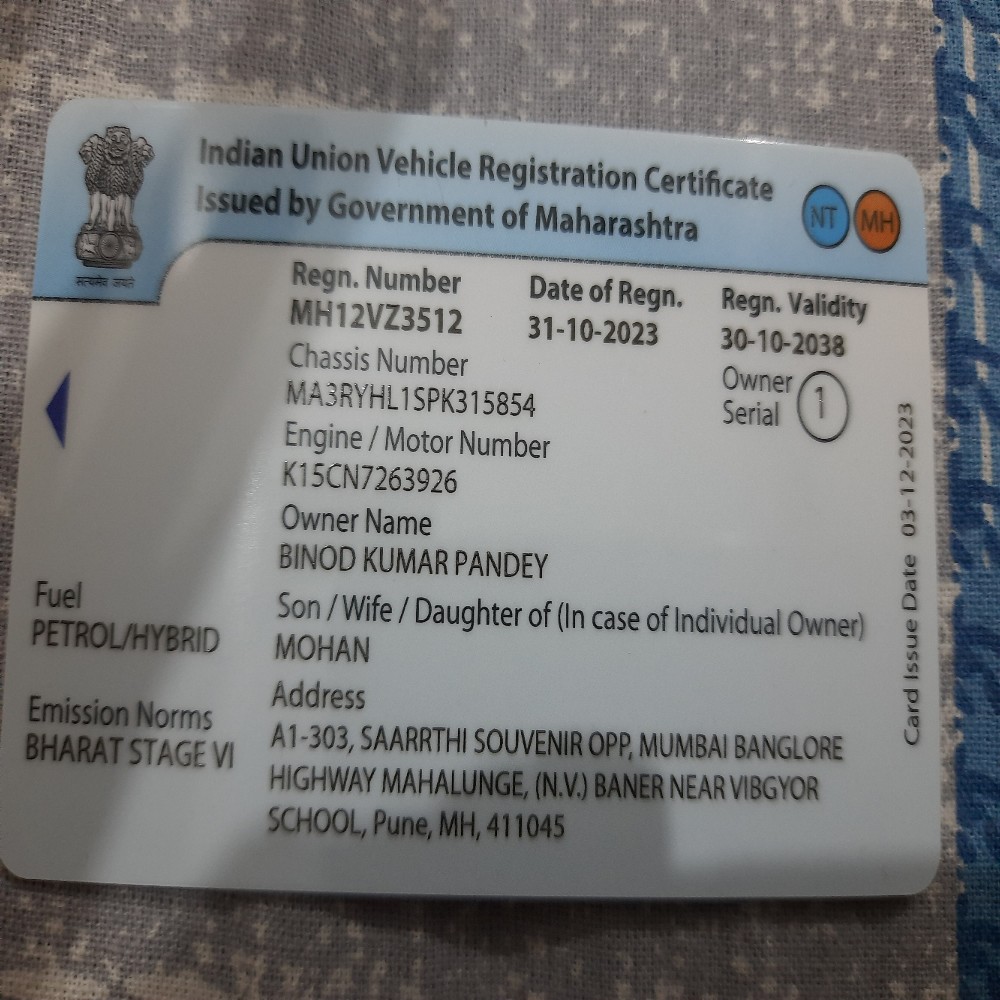 Indian Union Vehicle Registration Certificate
Issued by Government of Maharashtra
NT MH
सत्यमेव जयते
Regn. Number Date of Regn. Regn. Validity
MH12VZ3512 31-10-2023 30-10-2038
Chassis Number
MA3RYHL1SPK315854
Owner
Serial 1
Engine / Motor Number
K15CN7263926
Owner Name
BINOD KUMAR PANDEY
Son / Wife / Daughter of (In case of Individual Owner)
MOHAN
Fuel
PETROL/HYBRID
Emission Norms
BHARAT STAGE VI
Address
A1-303, SAARRTHI SOUVENIR OPP, MUMBAI BANGLORE
HIGHWAY MAHALUNGE, (N.V.) BANER NEAR VIBGYOR
SCHOOL, Pune, MH, 411045
Card Issue Date 03-12-2023